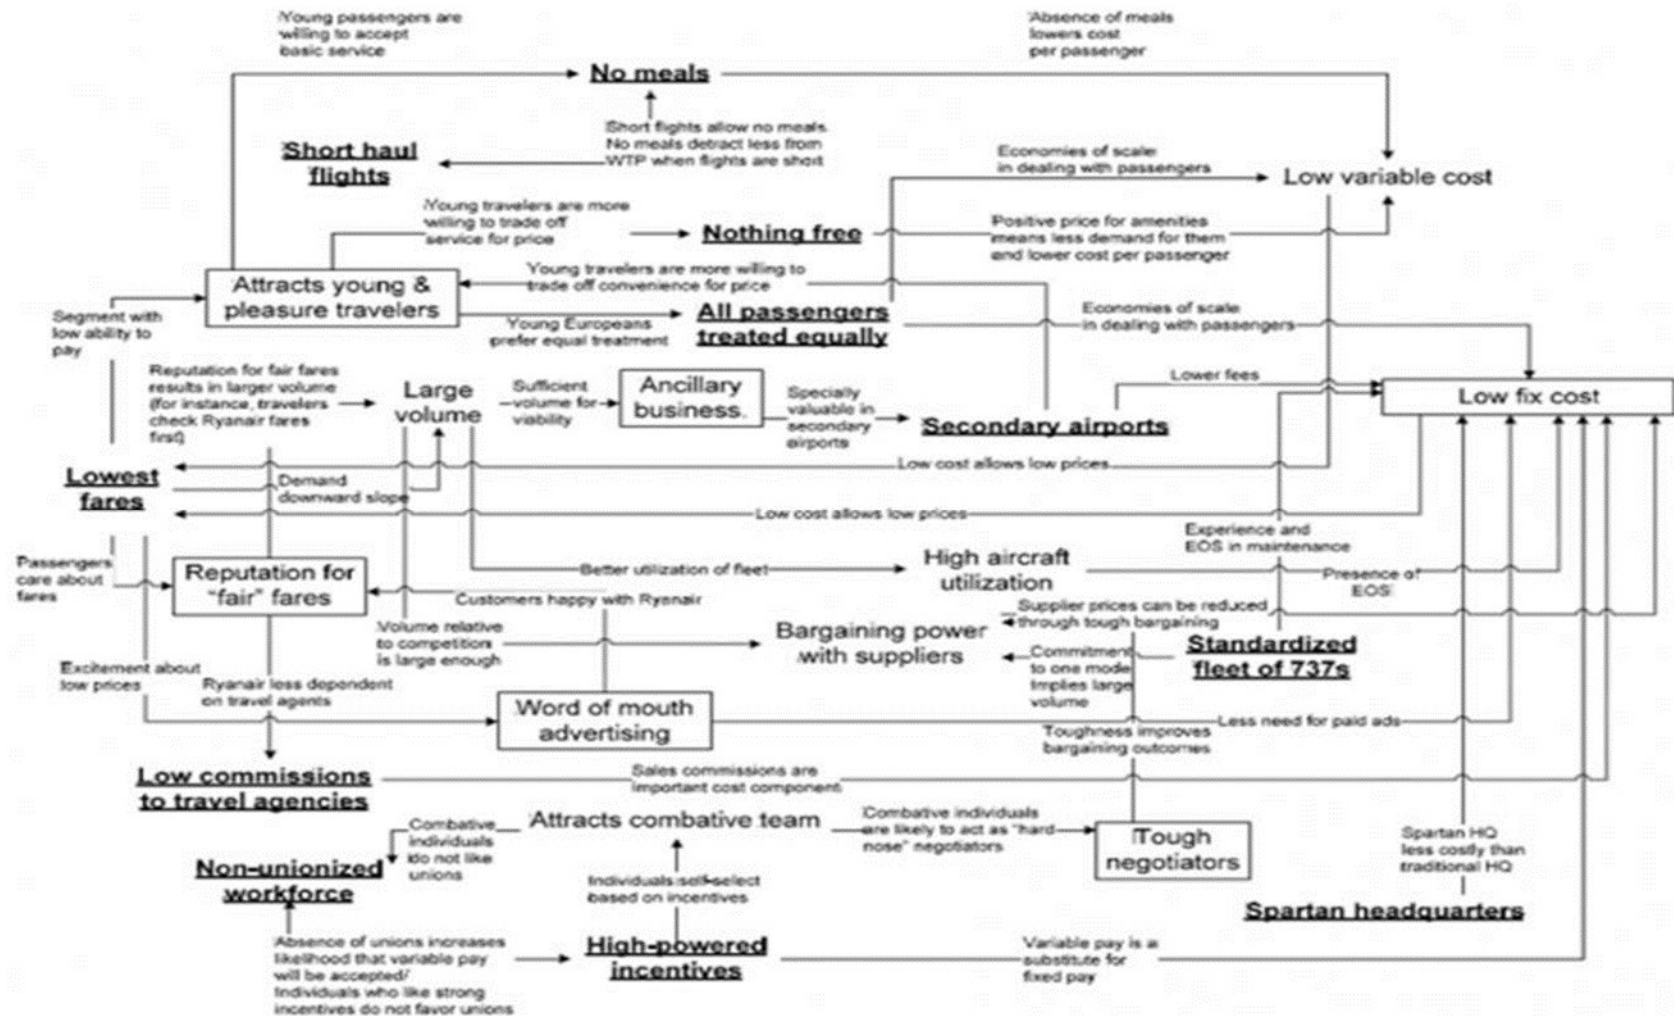 Young passengers are
willing to accept
basic service
Absence of meals
lowers cost
per passenger
No meals
Short flights allow no meals
No meals detract less from
WTP when flights are short
Short haul
flights
Economies of scale
in dealing with passengers
Low variable cost
Young travelers are more
willing to trade off
service for price
Nothing free
Positive price for amenities
means less demand for them
and lower cost per passenger
Attracts young &
pleasure travelers
Young travelers are more willing to
trade off convenience for price
Segment with
low ability to
pay
Young Europeans
prefer equal treatment
All passengers
treated equally
Economies of scale
in dealing with passengers
Reputation for fair fares
results in larger volume
(for instance, travelers
check Ryanair fares
first)
Large
volume
Sufficient
volume for
viability
Ancillary
business.
Specially
valuable in
secondary
airports
Secondary airports
Lower fees
Low fix cost
Lowest
fares
Low cost allows low prices
Demand
downward slope
Low cost allows low prices
Experience and
EOS in maintenance
Passengers
care about
fares
Reputation for
"fair" fares
Better utilization of fleet
High aircraft
utilization
Presence of
EOS
Customers happy with Ryanair
Supplier prices can be reduced
through tough bargaining
Volume relative
to competition
is large enough
Bargaining power
with suppliers
Commitment
to one mode
Implies large
volume
Standardized
fleet of 737s
Excitement about
low prices
Ryanair less dependent
on travel agents
Word of mouth
advertising
Less need for paid ads
Toughness improves
bargaining outcomes
Low commissions
to travel agencies
Sales commissions are
important cost component
Combative
individuals
do not like
unions
Attracts combative team
Combative individuals
are likely to act as "hard
nose" negotiators
Tough
negotiators
Spartan HQ
less costly than
traditional HQ
Non-unionized
workforce
Individuals self-select
based on incentives
Spartan headquarters
Absence of unions increases
likelihood that variable pay
will be accepted/
Individuals who like strong
incentives do not favor unions
High-powered
incentives
Variable pay is a
substitute for
fixed pay